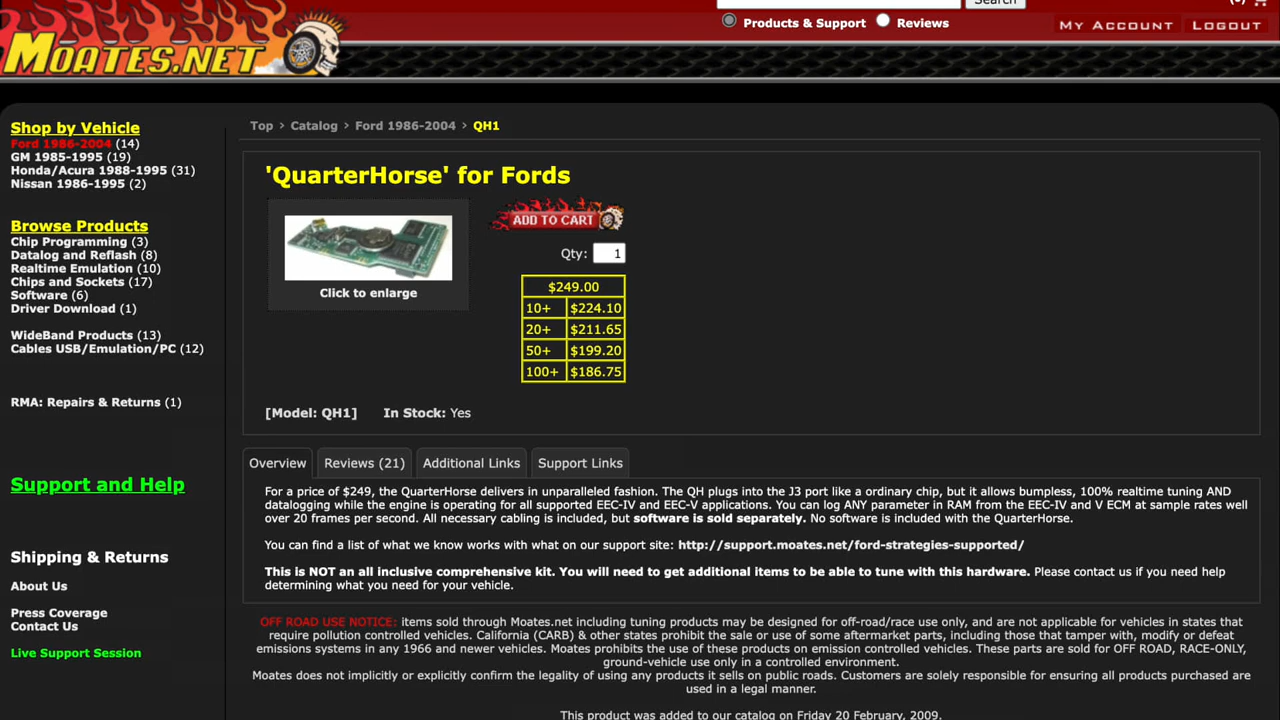 Search
Products & Support
Reviews
My Account
Logout
Moates.net
Top > Catalog > Ford 1986-2004 > QH1
Shop by Vehicle
Ford 1986-2004 (14)
GM 1985-1995 (19)
Honda/Acura 1988-1995 (31)
Nissan 1986-1995 (2)
Browse Products
Chip Programming (3)
Datalog and Reflash (8)
Realtime Emulation (10)
Chips and Sockets (17)
Software (6)
Driver Download (1)
WideBand Products (13)
Cables USB/Emulation/PC (12)
RMA: Repairs & Returns (1)
Support and Help
Shipping & Returns
About Us
Press Coverage
Contact Us
Live Support Session
'QuarterHorse' for Fords
Click to enlarge
ADD TO CART
Qty: 1
$249.00
10+ $224.10
20+ $211.65
50+ $199.20
100+ $186.75
[Model: QH1] In Stock: Yes
Overview
Reviews (21)
Additional Links
Support Links
For a price of $249, the QuarterHorse delivers in unparalleled fashion. The QH plugs into the J3 port like a ordinary chip, but it allows bumpless, 100% realtime tuning AND
datalogging while the engine is operating for all supported EEC-IV and EEC-V applications. You can log ANY parameter in RAM from the EEC-IV and V ECM at sample rates well
over 20 frames per second. All necessary cabling is included, but software is sold separately. No software is included with the QuarterHorse.
You can find a list of what we know works with what on our support site: http://support.moates.net/ford-strategies-supported/
This is NOT an all inclusive comprehensive kit. You will need to get additional items to be able to tune with this hardware. Please contact us if you need help
determining what you need for your vehicle.
OFF ROAD USE NOTICE: items sold through Moates.net including tuning products may be designed for off-road/race use only, and are not applicable for vehicles in states that
require pollution controlled vehicles. California (CARB) & other states prohibit the sale or use of some aftermarket parts, including those that tamper with, modify or defeat
emissions systems in any 1966 and newer vehicles. Moates prohibits the use of these products on emission controlled vehicles. These parts are sold for OFF ROAD, RACE-ONLY,
ground-vehicle use only in a controlled environment.
Moates does not implicitly or explicitly confirm the legality of using any products it sells on public roads. Customers are solely responsible for ensuring all products purchased are
used in a legal manner.
This product was added to our catalog on Friday 20 February, 2009.